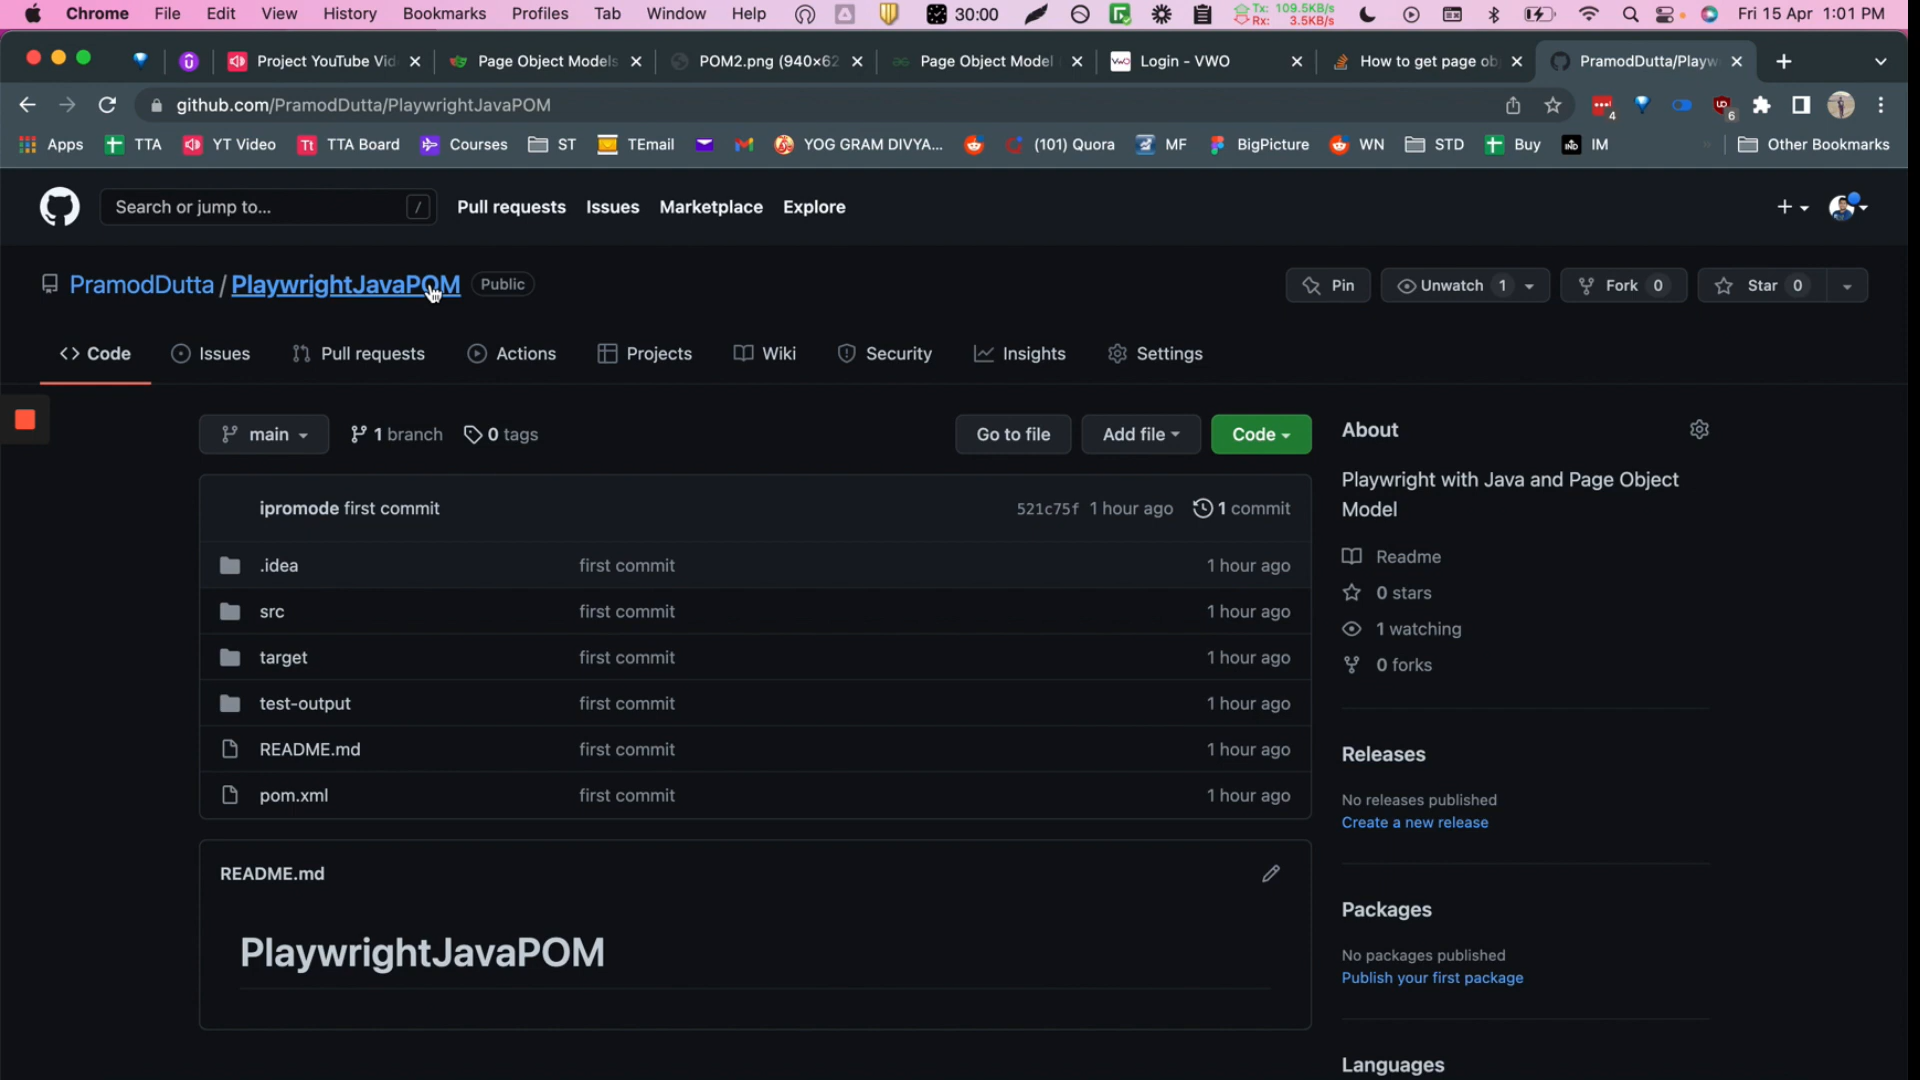 Chrome File Edit View History Bookmarks Profiles Tab Window Help 30:00 Tx: 109.5KB/s Rx: 3.5KB/s Fri 15 Apr 1:01 PM
Project YouTube Vid Page Object Models POM2.png (940×62 Page Object Model Login - VWO How to get page ob PramodDutta/Playw
github.com/PramodDutta/PlaywrightJavaPOM 4 6
Apps TTA YT Video TTA Board Courses ST TEmail YOG GRAM DIVYA... (101) Quora MF BigPicture WN STD Buy IM Other Bookmarks
Search or jump to... / Pull requests Issues Marketplace Explore
PramodDutta / PlaywrightJavaPOM Public Pin Unwatch 1 Fork 0 Star 0
Code Issues Pull requests Actions Projects Wiki Security Insights Settings
main 1 branch 0 tags Go to file Add file Code
ipromode first commit 521c75f 1 hour ago 1 commit
.idea first commit 1 hour ago
src first commit 1 hour ago
target first commit 1 hour ago
test-output first commit 1 hour ago
README.md first commit 1 hour ago
pom.xml first commit 1 hour ago
README.md
PlaywrightJavaPOM
About
Playwright with Java and Page Object
Model
Readme
0 stars
1 watching
0 forks
Releases
No releases published
Create a new release
Packages
No packages published
Publish your first package
Languages